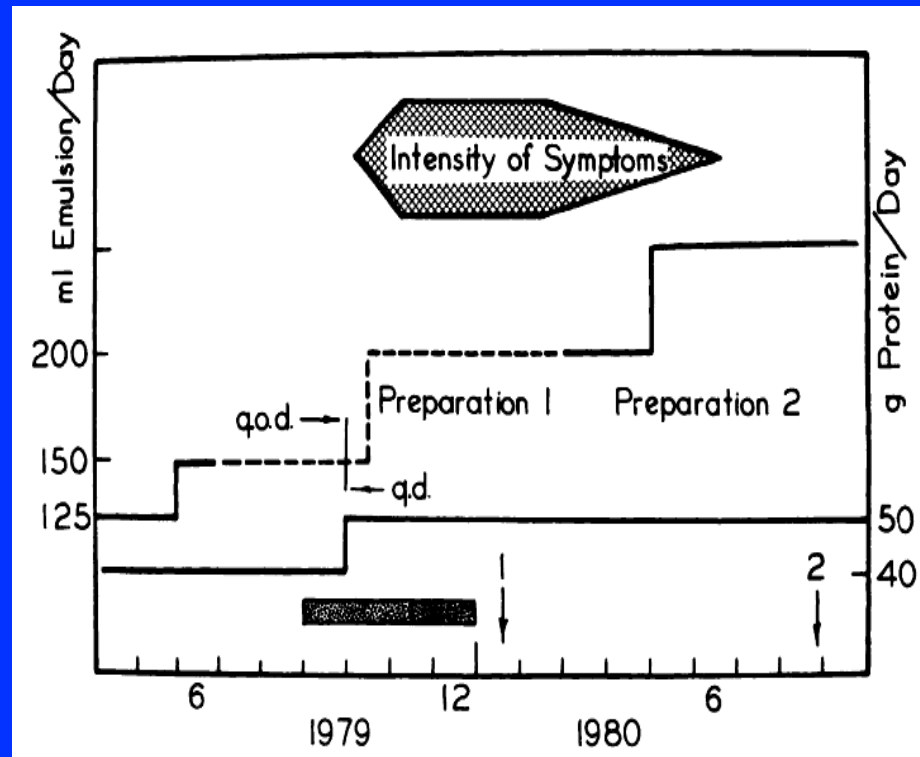 ml Emulsion/Day
g Protein/Day
Intensity of Symptoms
200
Preparation 1
Preparation 2
q.o.d.
150
q.d.
125
50
1
2
40
6
12
6
1979
1980